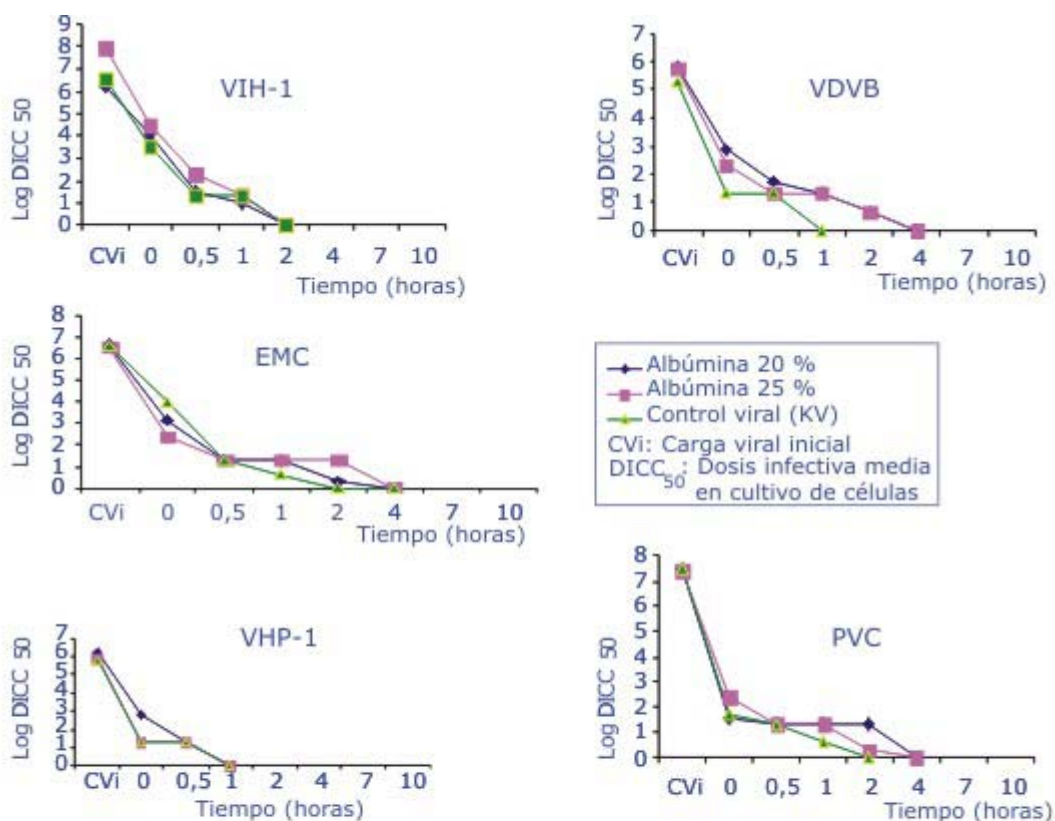 VIH-1
Log DICC 50
9
8
7
6
5
4
3
2
1
0
CVi 0 0,5 1 2 4 7 10
Tiempo (horas)
VDVB
Log DICC 50
7
6
5
4
3
2
1
0
CVi 0 0,5 1 2 4 7 10
Tiempo (horas)
EMC
Log DICC 50
8
7
6
5
4
3
2
1
0
CVi 0 0,5 1 2 4 7 10
Tiempo (horas)
Albúmina 20 %
Albúmina 25 %
Control viral (KV)
CVi: Carga viral inicial
DICC50: Dosis infectiva media
en cultivo de células
VHP-1
Log DICC 50
7
6
5
4
3
2
1
0
CVi 0 0,5 1 2 4 7 10
Tiempo (horas)
PVC
Log DICC 50
8
7
6
5
4
3
2
1
0
CVi 0 0,5 1 2 4 7 10
Tiempo (horas)